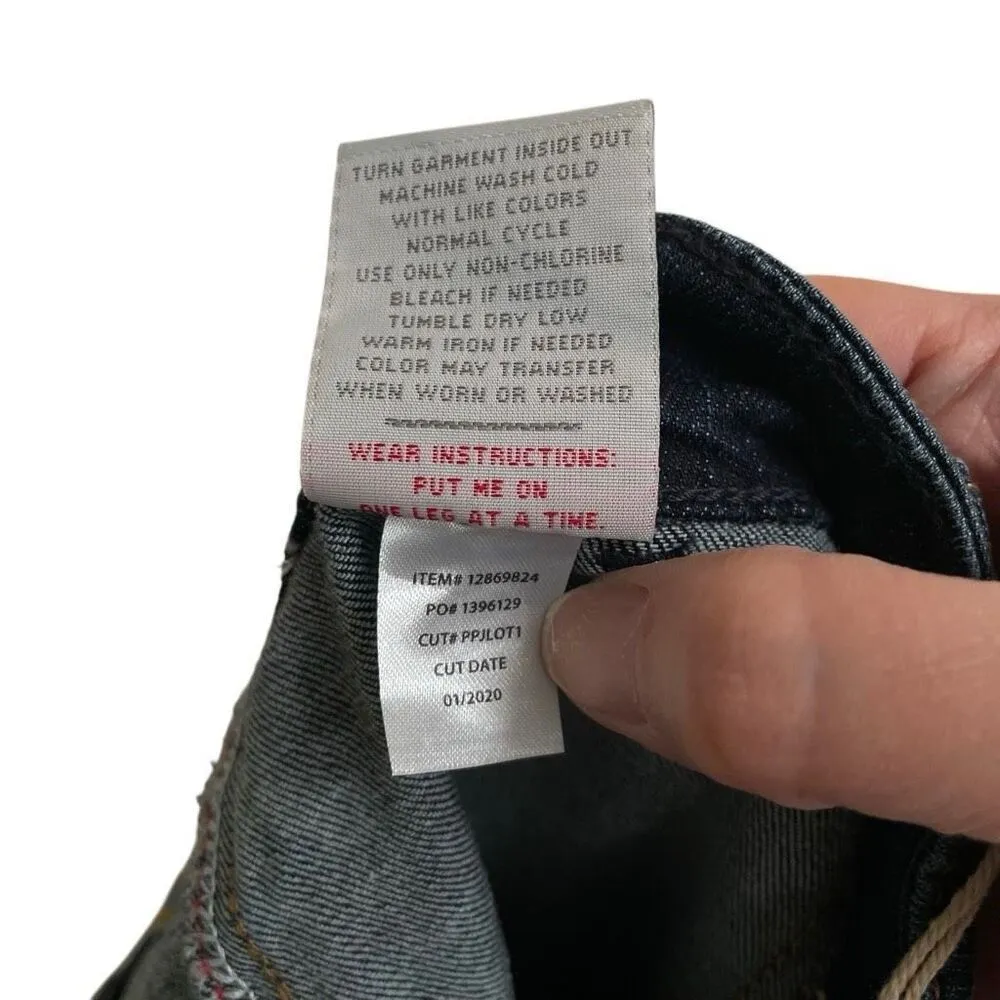 TURN GARMENT INSIDE OUT
MACHINE WASH COLD
WITH LIKE COLORS
NORMAL CYCLE
USE ONLY NON-CHLORINE
BLEACH IF NEEDED
TUMBLE DRY LOW
WARM IRON IF NEEDED
COLOR MAY TRANSFER
WHEN WORN OR WASHED
WEAR INSTRUCTIONS:
PUT ME ON
ONE LEG AT A TIME.
ITEM# 12869824
PO# 1396129
CUT# PPJLOT1
CUT DATE
01/2020